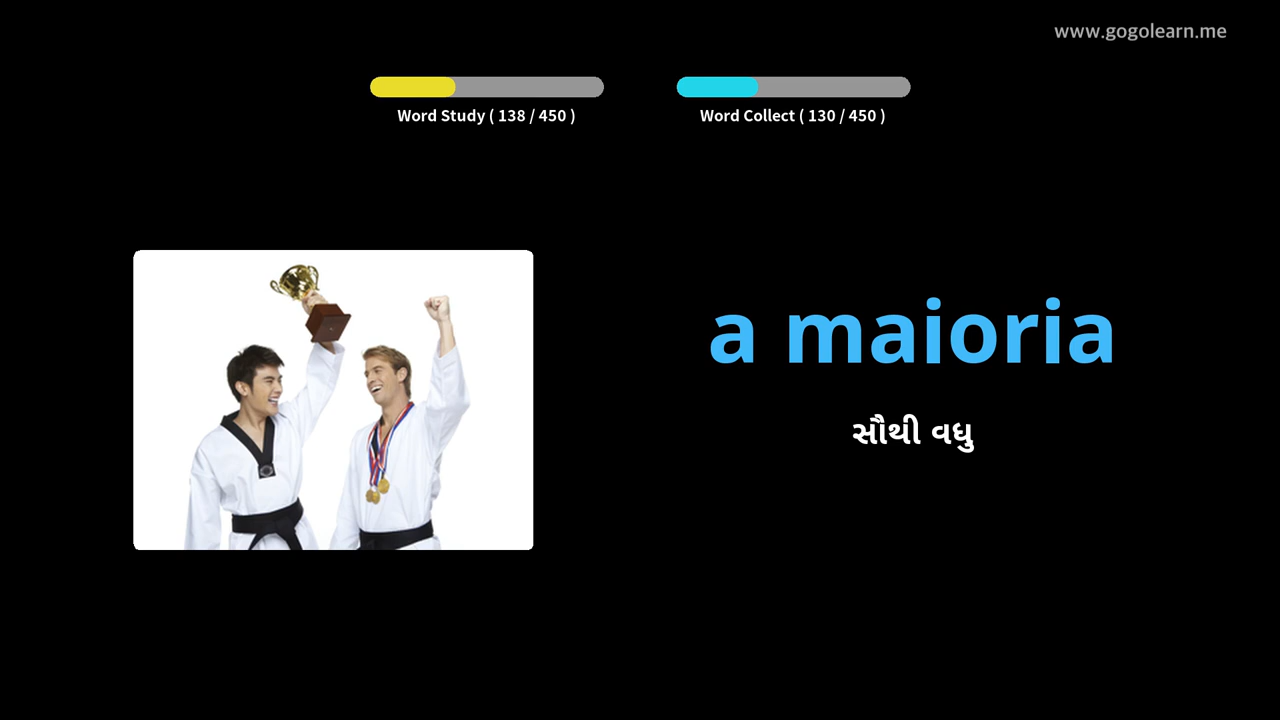 www.gogolearn.me
Word Study ( 138 / 450 )
Word Collect ( 130 / 450 )
a maioria
સૌથી વધુ